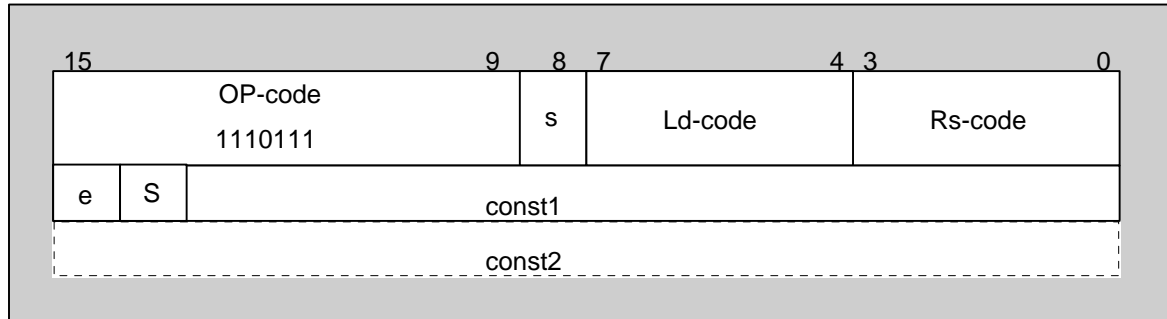 15 9 8 7 4 3 0
OP-code
1110111
s
Ld-code
Rs-code
e S const1
const2